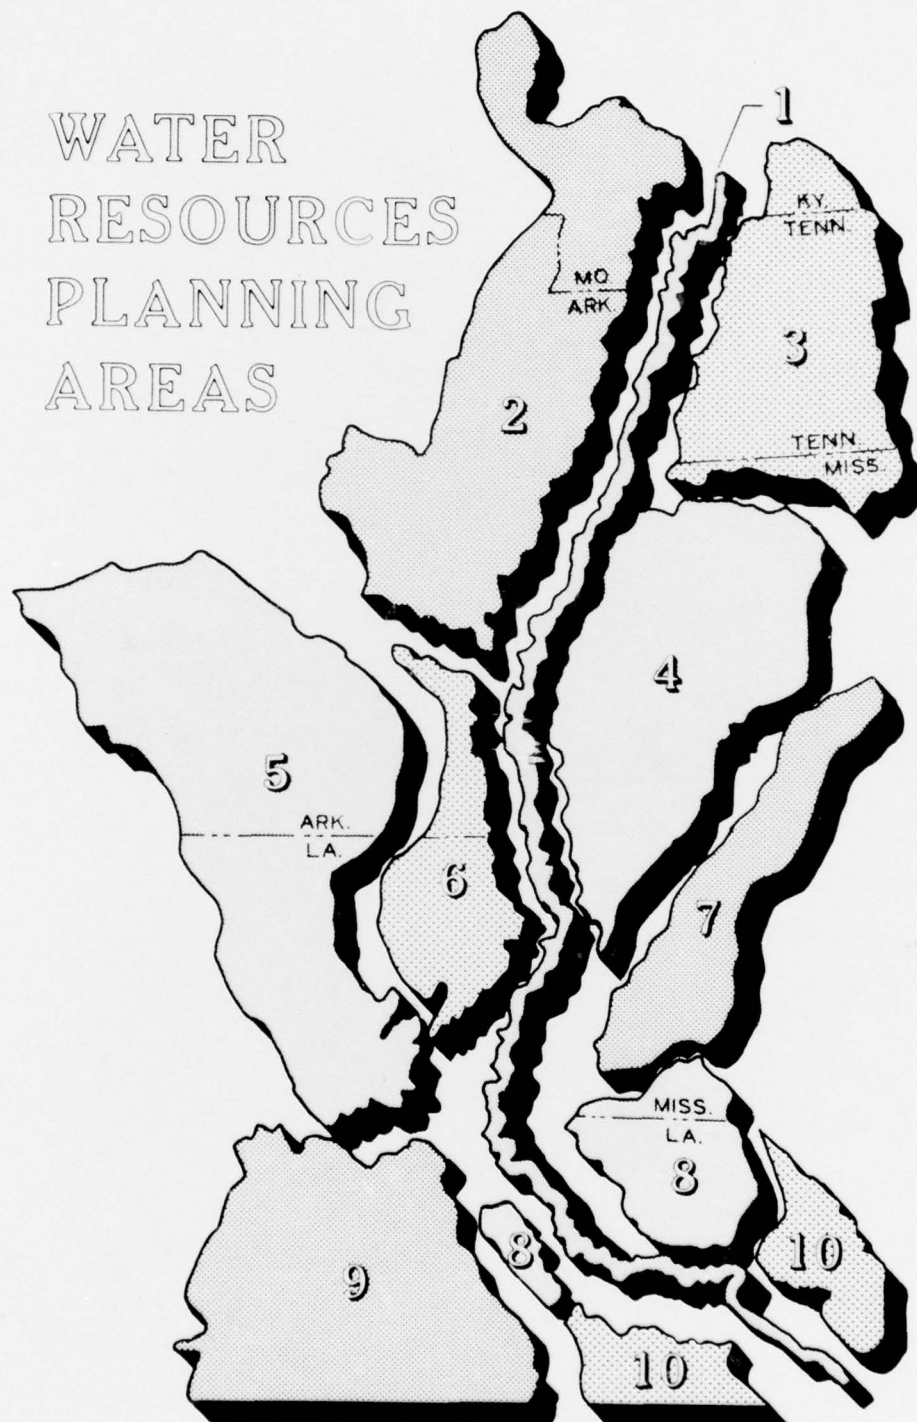 WATER
RESOURCES
PLANNING
AREAS
1
KY.
TENN.
MO
ARK.
3
2
TENN.
MISS.
4
5
ARK.
LA.
6
7
MISS.
LA.
8
8
10
9
10